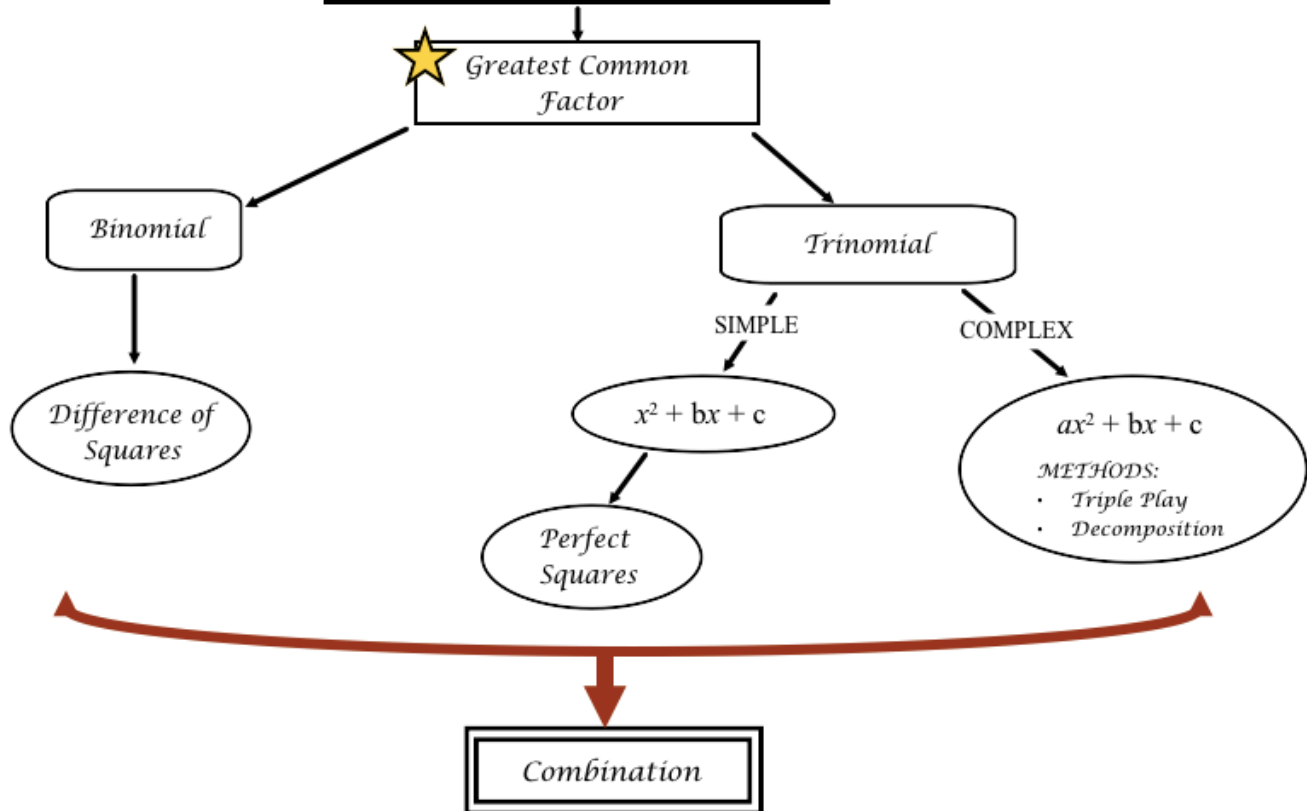 Greatest Common
Factor
Binomial
Trinomial
SIMPLE
COMPLEX
Difference of
Squares
x² + bx + c
ax² + bx + c
METHODS:
• Triple Play
• Decomposition
Perfect
Squares
Combination